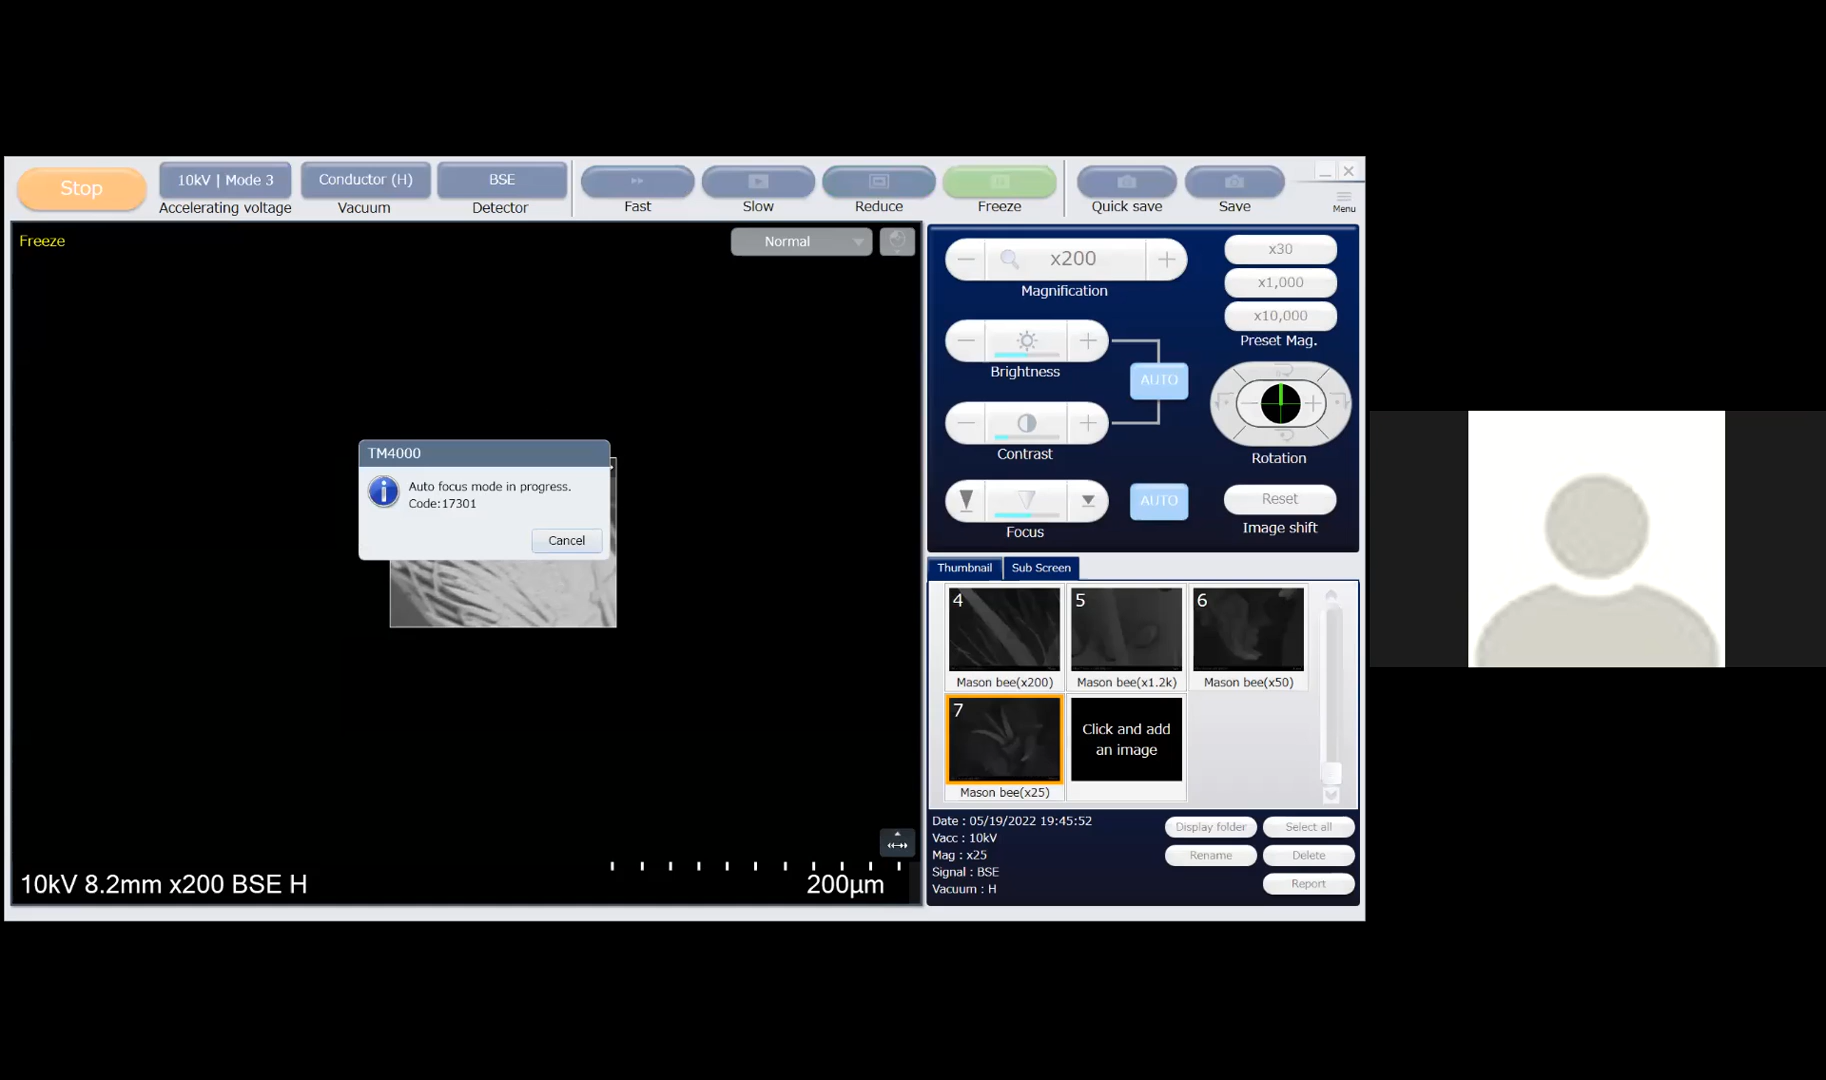 Stop
10kV | Mode 3
Accelerating voltage
Conductor (H)
Vacuum
BSE
Detector
Fast
Slow
Reduce
Freeze
Quick save
Save
Menu
Freeze
Normal
x200
Magnification
x30
x1,000
x10,000
Preset Mag.
Brightness
AUTO
Contrast
Rotation
Focus
AUTO
Reset
Image shift
TM4000
Auto focus mode in progress.
Code:17301
Cancel
Thumbnail
Sub Screen
4
Mason bee(x200)
5
Mason bee(x1.2k)
6
Mason bee(x50)
7
Mason bee(x25)
Click and add
an image
Date : 05/19/2022 19:45:52
Vacc : 10kV
Mag : x25
Signal : BSE
Vacuum : H
Display folder
Select all
Rename
Delete
Report
10kV 8.2mm x200 BSE H
200µm